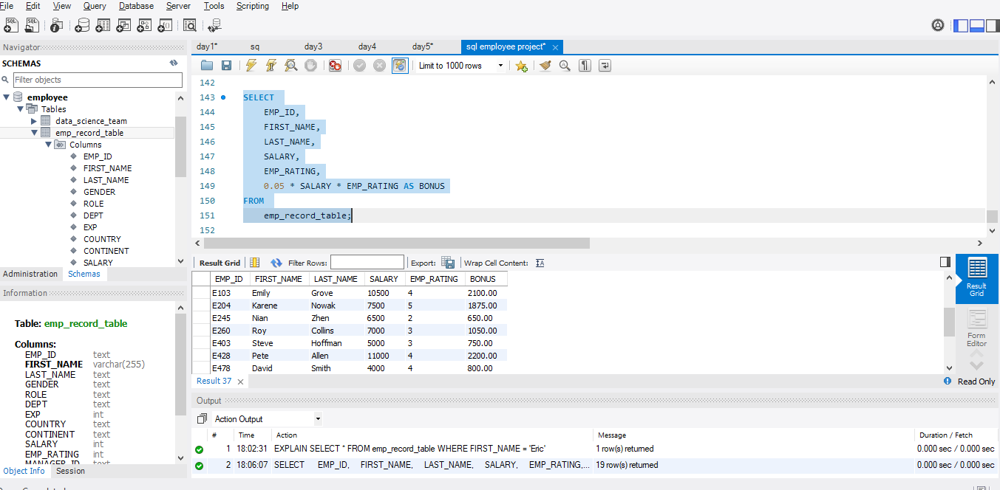 File Edit View Query Database Server Tools Scripting Help
Navigator
SCHEMAS
Filter objects
employee
Tables
data_science_team
emp_record_table
Columns
EMP_ID
FIRST_NAME
LAST_NAME
GENDER
ROLE
DEPT
EXP
COUNTRY
CONTINENT
SALARY
Administration Schemas
Information
Table: emp_record_table
Columns:
EMP_ID text
FIRST_NAME varchar(255)
LAST_NAME text
GENDER text
ROLE text
DEPT text
EXP int
COUNTRY text
CONTINENT text
SALARY int
EMP_RATING int
MANAGER_ID text
Object Info Session
day1* sq day3 day4 day5* sql employee project*
Limit to 1000 rows
142
143 SELECT
144 EMP_ID,
145 FIRST_NAME,
146 LAST_NAME,
147 SALARY,
148 EMP_RATING,
149 0.05 * SALARY * EMP_RATING AS BONUS
150 FROM
151 emp_record_table;
152
Result Grid Filter Rows: Export: Wrap Cell Content:
EMP_ID FIRST_NAME LAST_NAME SALARY EMP_RATING BONUS
E103 Emily Grove 10500 4 2100.00
E204 Karene Nowak 7500 5 1875.00
E245 Nian Zhen 6500 2 650.00
E260 Roy Collins 7000 3 1050.00
E403 Steve Hoffman 5000 3 750.00
E428 Pete Allen 11000 4 2200.00
E478 David Smith 4000 4 800.00
Result Grid
Form Editor
Result 37
Read Only
Output
Action Output
# Time Action Message Duration / Fetch
1 18:02:31 EXPLAIN SELECT * FROM emp_record_table WHERE FIRST_NAME = 'Eric' 1 row(s) returned 0.000 sec / 0.000 sec
2 18:06:07 SELECT EMP_ID, FIRST_NAME, LAST_NAME, SALARY, EMP_RATING,... 19 row(s) returned 0.000 sec / 0.000 sec